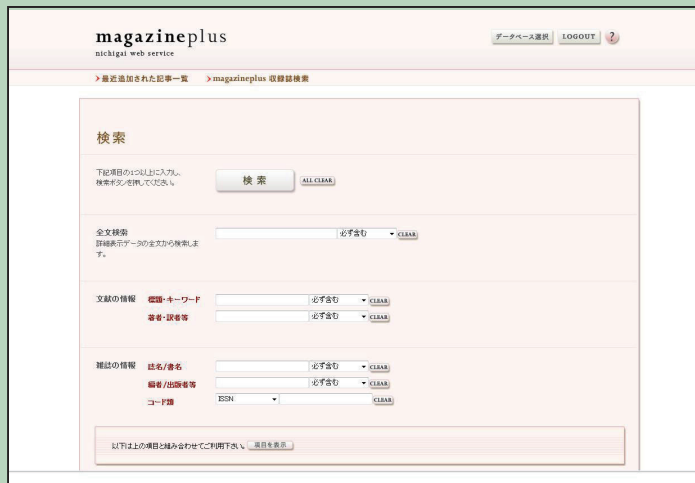 magazineplus
nichigai web service
データベース選択 LOGOUT ?
最近追加された記事一覧 magazineplus 収録誌検索
検索
下記項目の1つ以上に入力し、
検索ボタンを押してください。
検 索 ALL CLEAR
全文検索
詳細表示データの全文から検索しま
す。
必ず含む CLEAR
文献の情報 標題・キーワード 必ず含む CLEAR
著者・訳者等 必ず含む CLEAR
雑誌の情報 誌名/書名 必ず含む CLEAR
編者/出版者等 必ず含む CLEAR
コード類 ISSN CLEAR
以下は上の項目と組み合わせてご利用下さい。 項目を表示